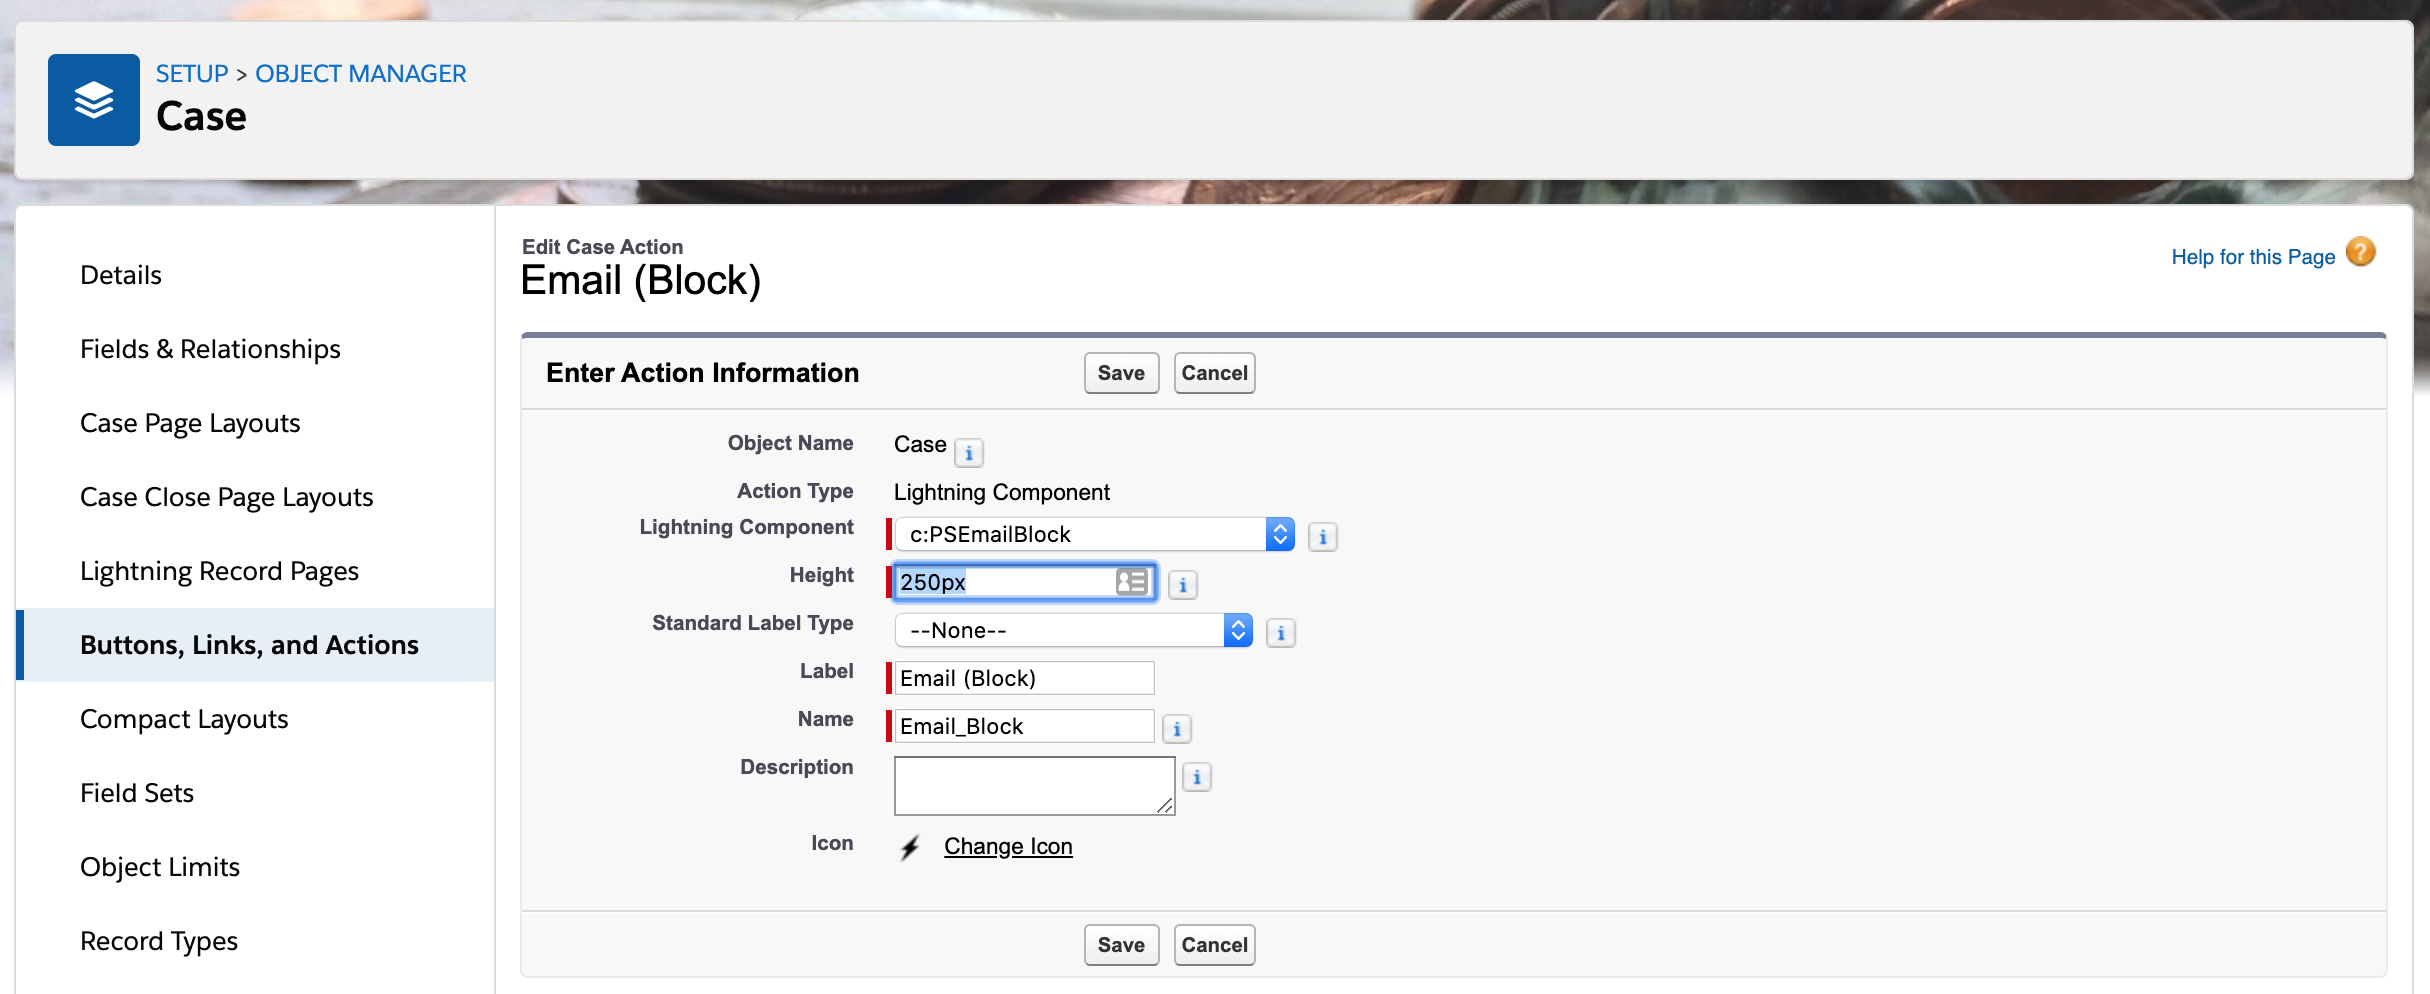 SETUP > OBJECT MANAGER
Case
Details
Fields & Relationships
Case Page Layouts
Case Close Page Layouts
Lightning Record Pages
Buttons, Links, and Actions
Compact Layouts
Field Sets
Object Limits
Record Types
Edit Case Action
Email (Block)
Help for this Page ?
Enter Action Information Save Cancel
Object Name Case i
Action Type Lightning Component
Lightning Component c:PSEmailBlock i
Height 250px i
Standard Label Type --None-- i
Label Email (Block)
Name Email_Block i
Description i
Icon Change Icon
Save Cancel